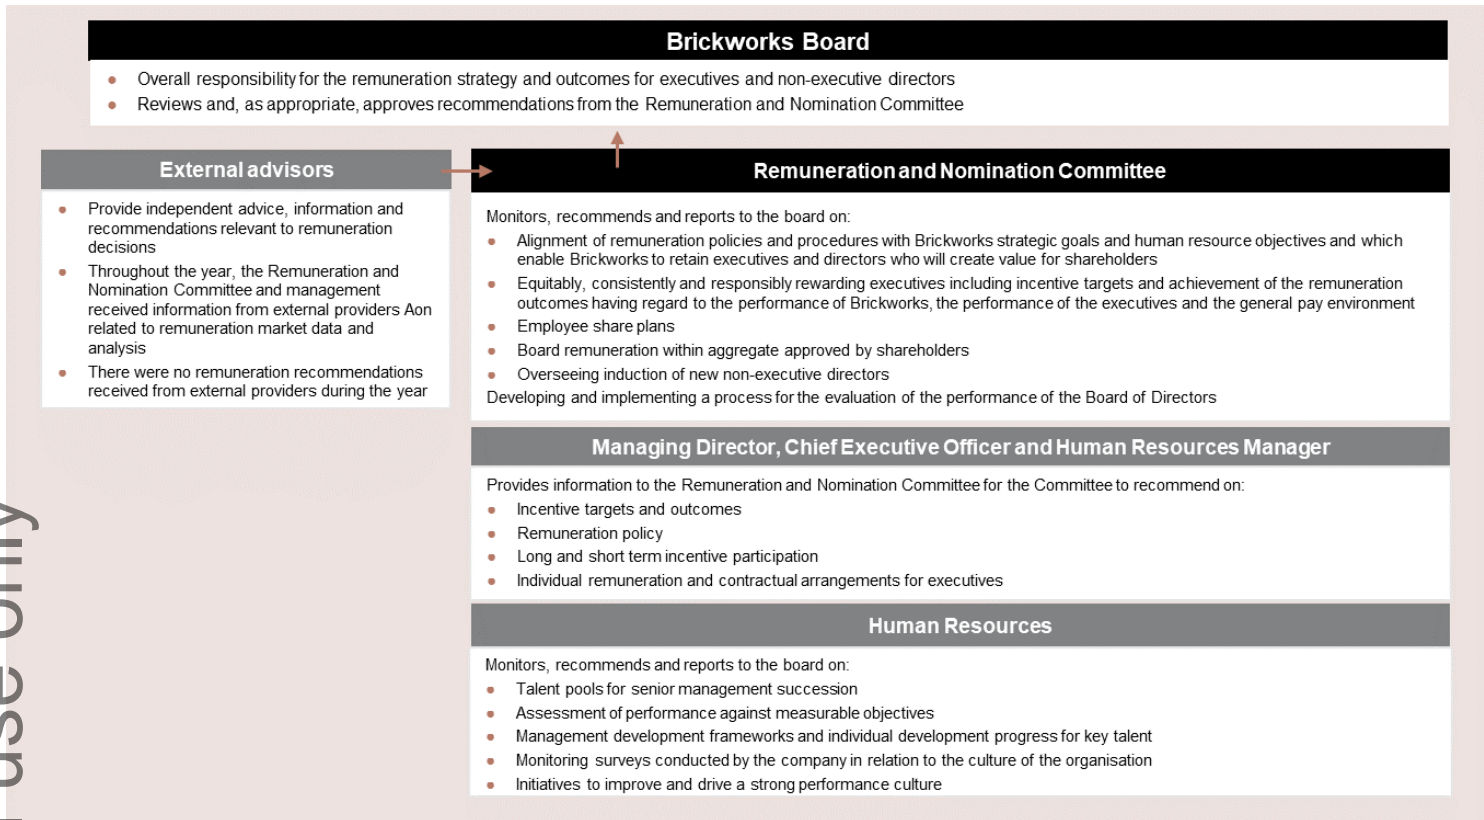 Brickworks Board
Overall responsibility for the remuneration strategy and outcomes for executives and non-executive directors
Reviews and, as appropriate, approves recommendations from the Remuneration and Nomination Committee
External advisors
Provide independent advice, information and
recommendations relevant to remuneration
decisions
Throughout the year, the Remuneration and
Nomination Committee and management
received information from external providers Aon
related to remuneration market data and
analysis
There were no remuneration recommendations
received from external providers during the year
Remuneration and Nomination Committee
Monitors, recommends and reports to the board on:
Alignment of remuneration policies and procedures with Brickworks strategic goals and human resource objectives and which
enable Brickworks to retain executives and directors who will create value for shareholders
Equitably, consistently and responsibly rewarding executives including incentive targets and achievement of the remuneration
outcomes having regard to the performance of Brickworks, the performance of the executives and the general pay environment
Employee share plans
Board remuneration within aggregate approved by shareholders
Overseeing induction of new non-executive directors
Developing and implementing a process for the evaluation of the performance of the Board of Directors
Managing Director, Chief Executive Officer and Human Resources Manager
Provides information to the Remuneration and Nomination Committee for the Committee to recommend on:
Incentive targets and outcomes
Remuneration policy
Long and short term incentive participation
Individual remuneration and contractual arrangements for executives
Human Resources
Monitors, recommends and reports to the board on:
Talent pools for senior management succession
Assessment of performance against measurable objectives
Management development frameworks and individual development progress for key talent
Monitoring surveys conducted by the company in relation to the culture of the organisation
Initiatives to improve and drive a strong performance culture
use only